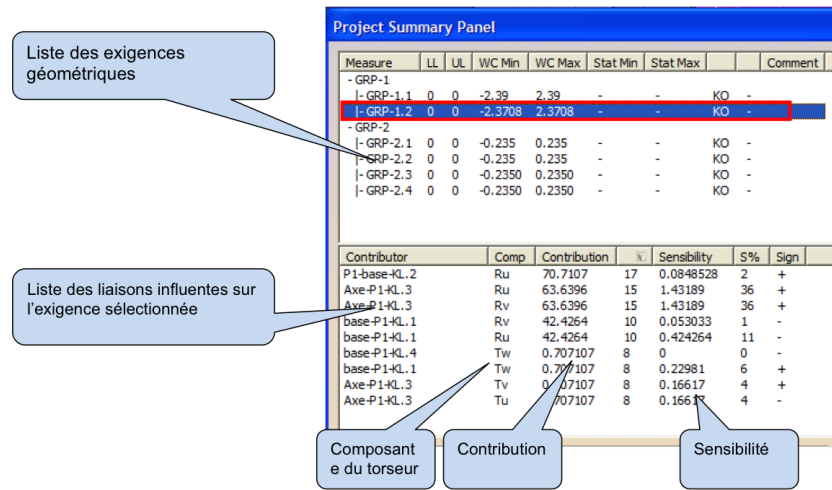 Project Summary Panel
Liste des exigences
géométriques
Measure LL UL WC Min WC Max Stat Min Stat Max Comment
- GRP-1
|- GRP-1.1 0 0 -2.39 2.39 - - KO -
|- GRP-1.2 0 0 -2.3708 2.3708 - - KO -
- GRP-2
|- GRP-2.1 0 0 -0.235 0.235 - - KO -
|- GRP-2.2 0 0 -0.235 0.235 - - KO -
|- GRP-2.3 0 0 -0.2350 0.2350 - - KO -
|- GRP-2.4 0 0 -0.2350 0.2350 - - KO -
Liste des liaisons influentes sur
l'exigence sélectionnée
Contributor Comp Contribution % Sensibility S% Sign
P1-base-KL.2 Ru 70.7107 17 0.0848528 2 +
Axe-P1-KL.3 Ru 63.6396 15 1.43189 36 +
Axe-P1-KL.3 Rv 63.6396 15 1.43189 36 +
base-P1-KL.1 Rv 42.4264 10 0.053033 1 -
base-P1-KL.1 Ru 42.4264 10 0.424264 11 -
base-P1-KL.4 Tw 0.707107 8 0 0 -
base-P1-KL.1 Tw 0.707107 8 0.22981 6 +
Axe-P1-KL.3 Tv 0.707107 8 0.16617 4 +
Axe-P1-KL.3 Tu 0.707107 8 0.16617 4 -
Composant
e du torseur
Contribution
Sensibilité